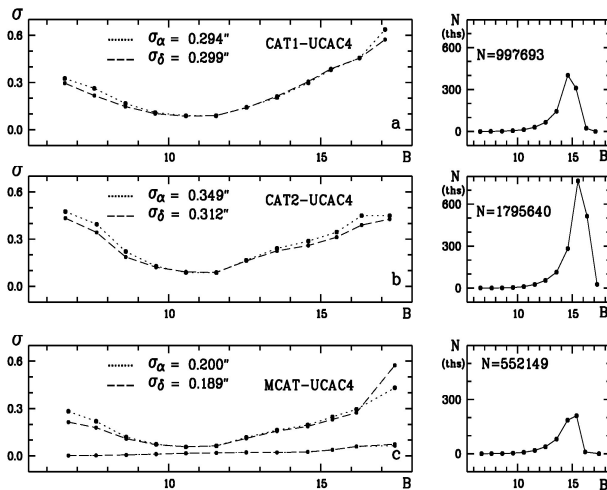 σ
0.6
0.3
0.0
σα = 0.294″
σδ = 0.299″
CAT1-UCAC4
a
10
15
B
N
(ths)
600
300
0
N=997693
10
15
B
σ
0.6
0.3
0.0
σα = 0.349″
σδ = 0.312″
CAT2-UCAC4
b
10
15
B
N
(ths)
600
300
0
N=1795640
10
15
B
σ
0.6
0.3
0.0
σα = 0.200″
σδ = 0.189″
MCAT-UCAC4
c
10
15
B
N
(ths)
600
300
0
N=552149
10
15
B